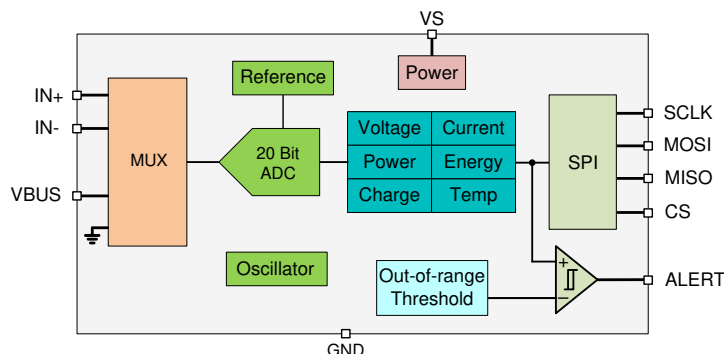 VS
Reference
Power
IN+
IN-
VBUS
MUX
20 Bit
ADC
Voltage
Current
Power
Energy
Charge
Temp
SPI
SCLK
MOSI
MISO
CS
Oscillator
Out-of-range
Threshold
+
−
ALERT
GND